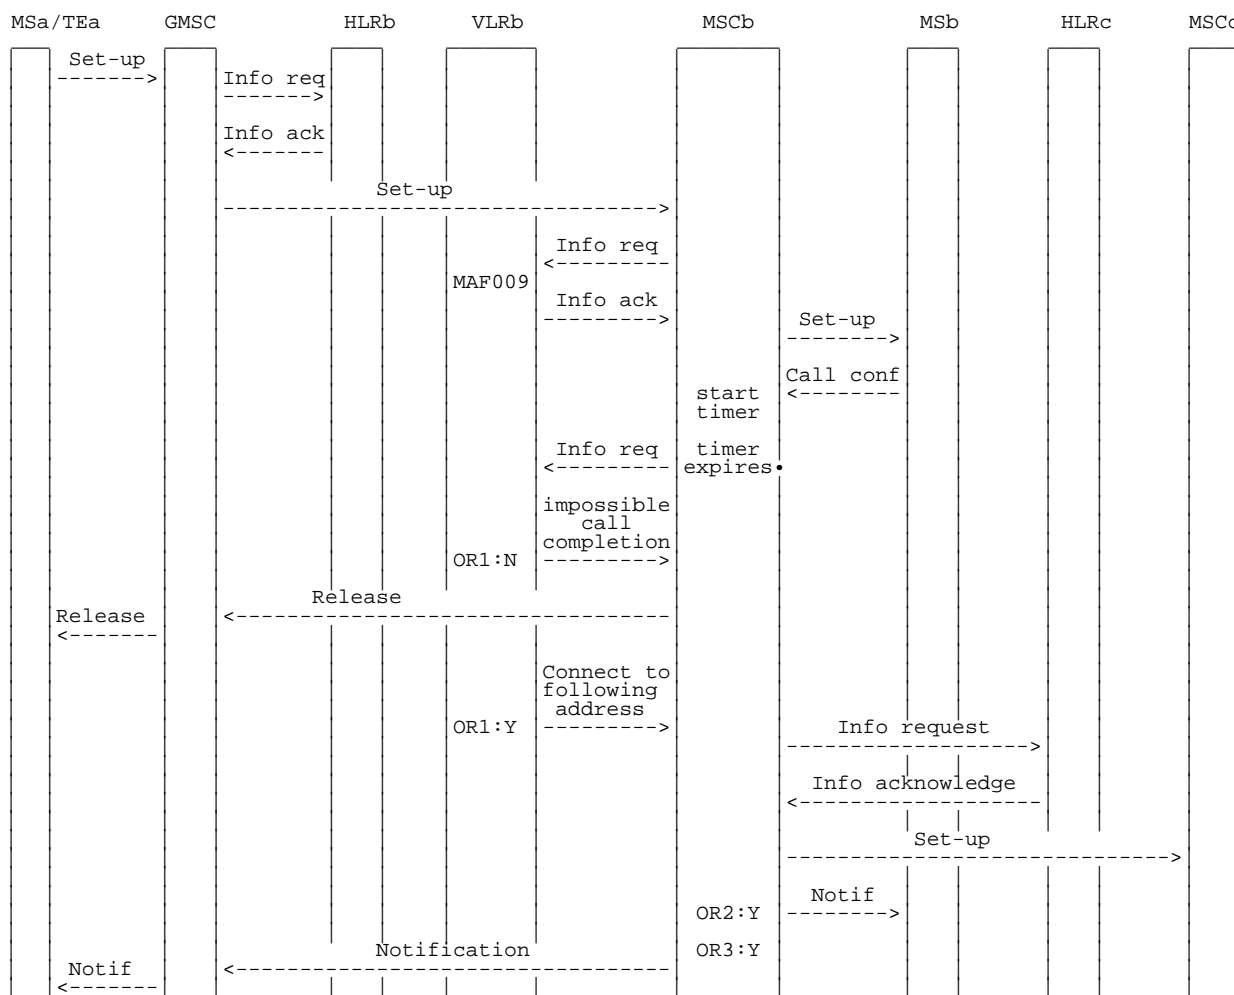 MSa/TEa GMSC HLRb VLRb MSCb MSb HLRc MSCc
Set-up
------->
Info req
------->
Info ack
<-------
Set-up
---------------------------------->
Info req
<---------
MAF009
Info ack
--------->
Set-up
-------->
Call conf
<--------
start
timer
Info req timer
<--------- expires•
impossible
call
completion
OR1:N --------->
Release
Release <----------------------------------
<-------
Connect to
following
address
OR1:Y --------->
Info request
------------------->
Info acknowledge
<-------------------
Set-up
------------------------------>
Notif
OR2:Y -------->
Notification OR3:Y
Notif <----------------------------------
<-------